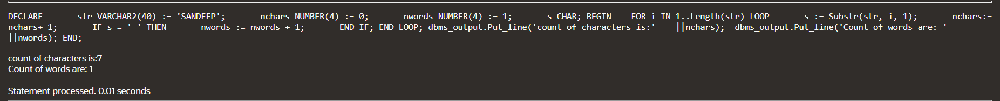 DECLARE       str VARCHAR2(40) := 'SANDEEP';       nchars NUMBER(4) := 0;       nwords NUMBER(4) := 1;       s CHAR; BEGIN    FOR i IN 1..Length(str) LOOP       s := Substr(str, i, 1);       nchars:=
nchars+ 1;       IF s = ' ' THEN       nwords := nwords + 1;       END IF; END LOOP; dbms_output.Put_line('count of characters is:'    ||nchars);  dbms_output.Put_line('Count of words are: '
||nwords); END;
count of characters is:7
Count of words are: 1
Statement processed. 0.01 seconds